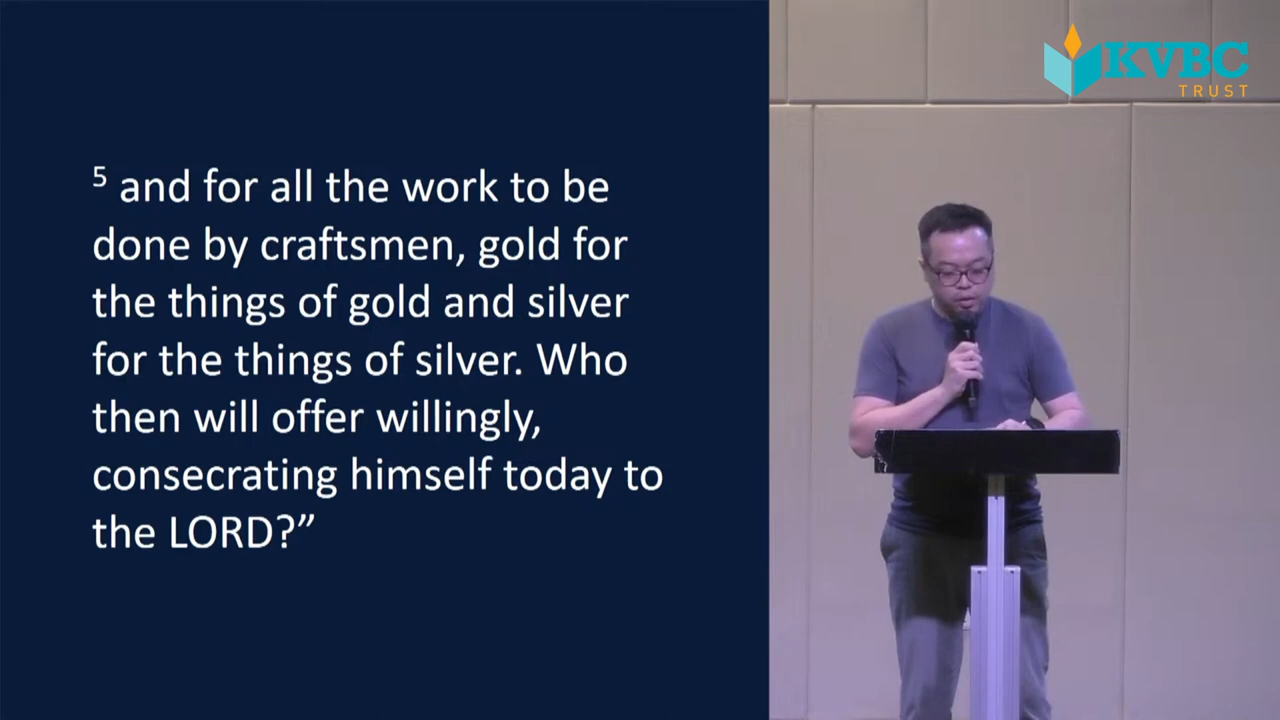 5 and for all the work to be
done by craftsmen, gold for
the things of gold and silver
for the things of silver. Who
then will offer willingly,
consecrating himself today to
the LORD?”
KVBC
TRUST